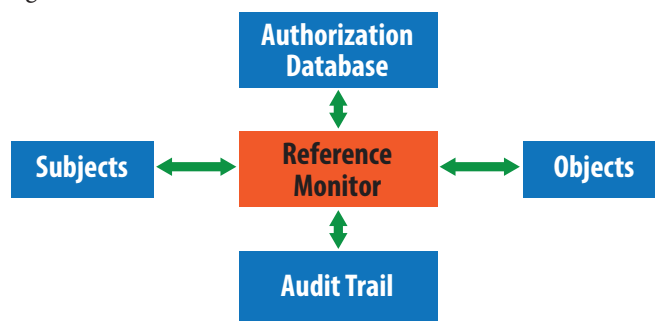 Authorization
Database
Subjects
Reference
Monitor
Objects
Audit Trail